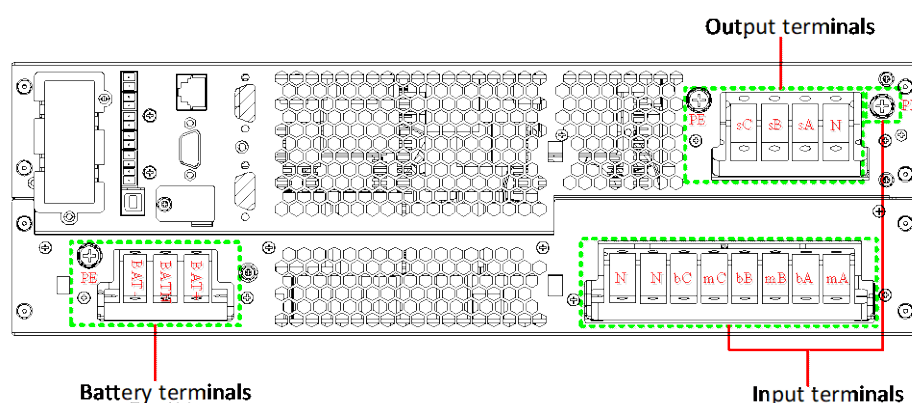 Output terminals
PE
sC sB sA N
PE
BAT-
BATN
BAT+
N N bC mC bB mB bA mA
Battery terminals
Input terminals